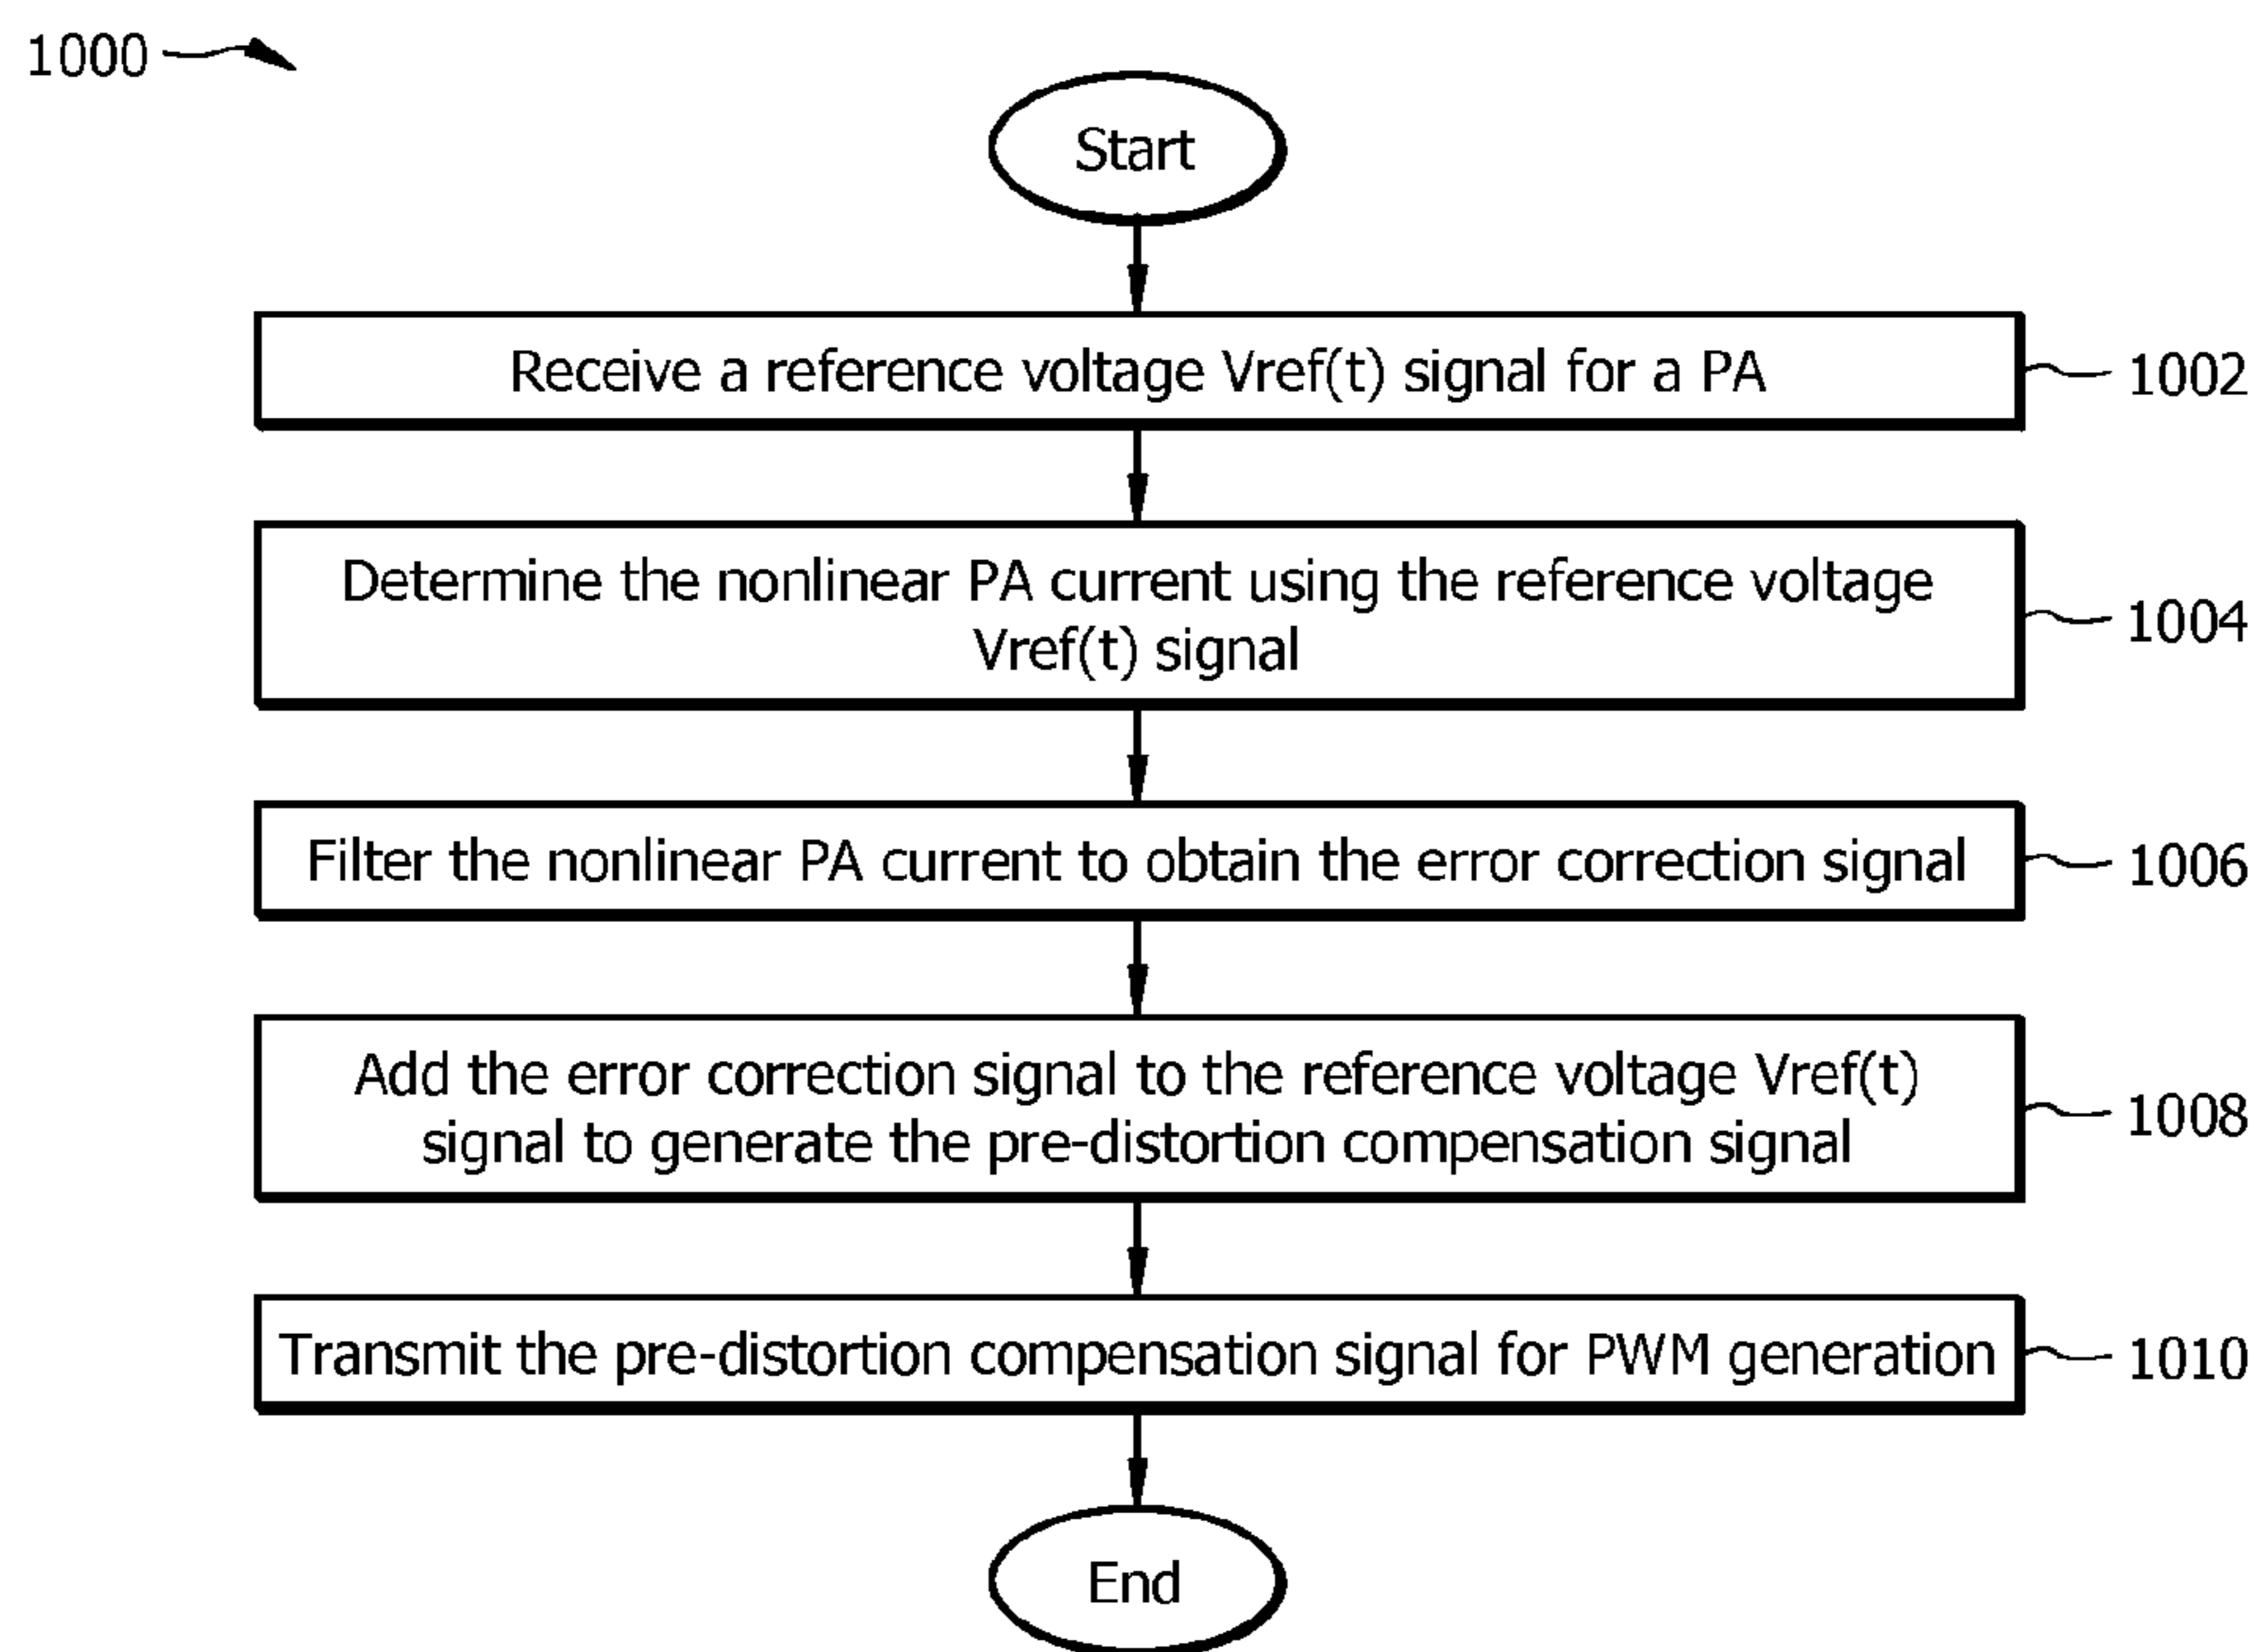 1000
Start
Receive a reference voltage Vref(t) signal for a PA
1002
Determine the nonlinear PA current using the reference voltage
Vref(t) signal
1004
Filter the nonlinear PA current to obtain the error correction signal
1006
Add the error correction signal to the reference voltage Vref(t)
signal to generate the pre-distortion compensation signal
1008
Transmit the pre-distortion compensation signal for PWM generation
1010
End